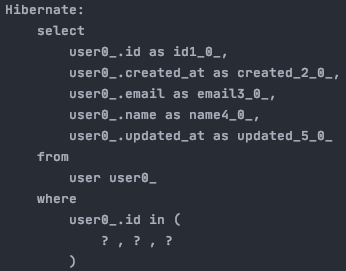 Hibernate:
    select
        user0_.id as id1_0_,
        user0_.created_at as created_2_0_,
        user0_.email as email3_0_,
        user0_.name as name4_0_,
        user0_.updated_at as updated_5_0_
    from
        user user0_
    where
        user0_.id in (
            ? , ? , ?
        )